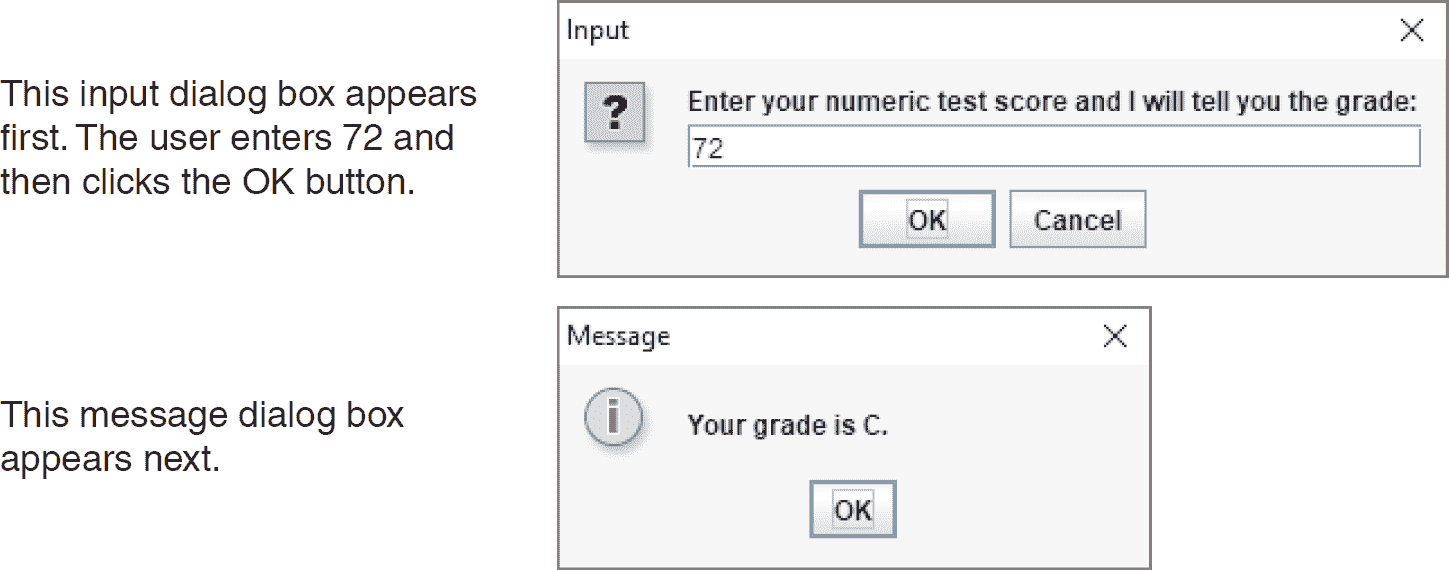 This input dialog box appears
first. The user enters 72 and
then clicks the OK button.
Input
?
Enter your numeric test score and I will tell you the grade:
72
OK Cancel
This message dialog box
appears next.
Message
i
Your grade is C.
OK